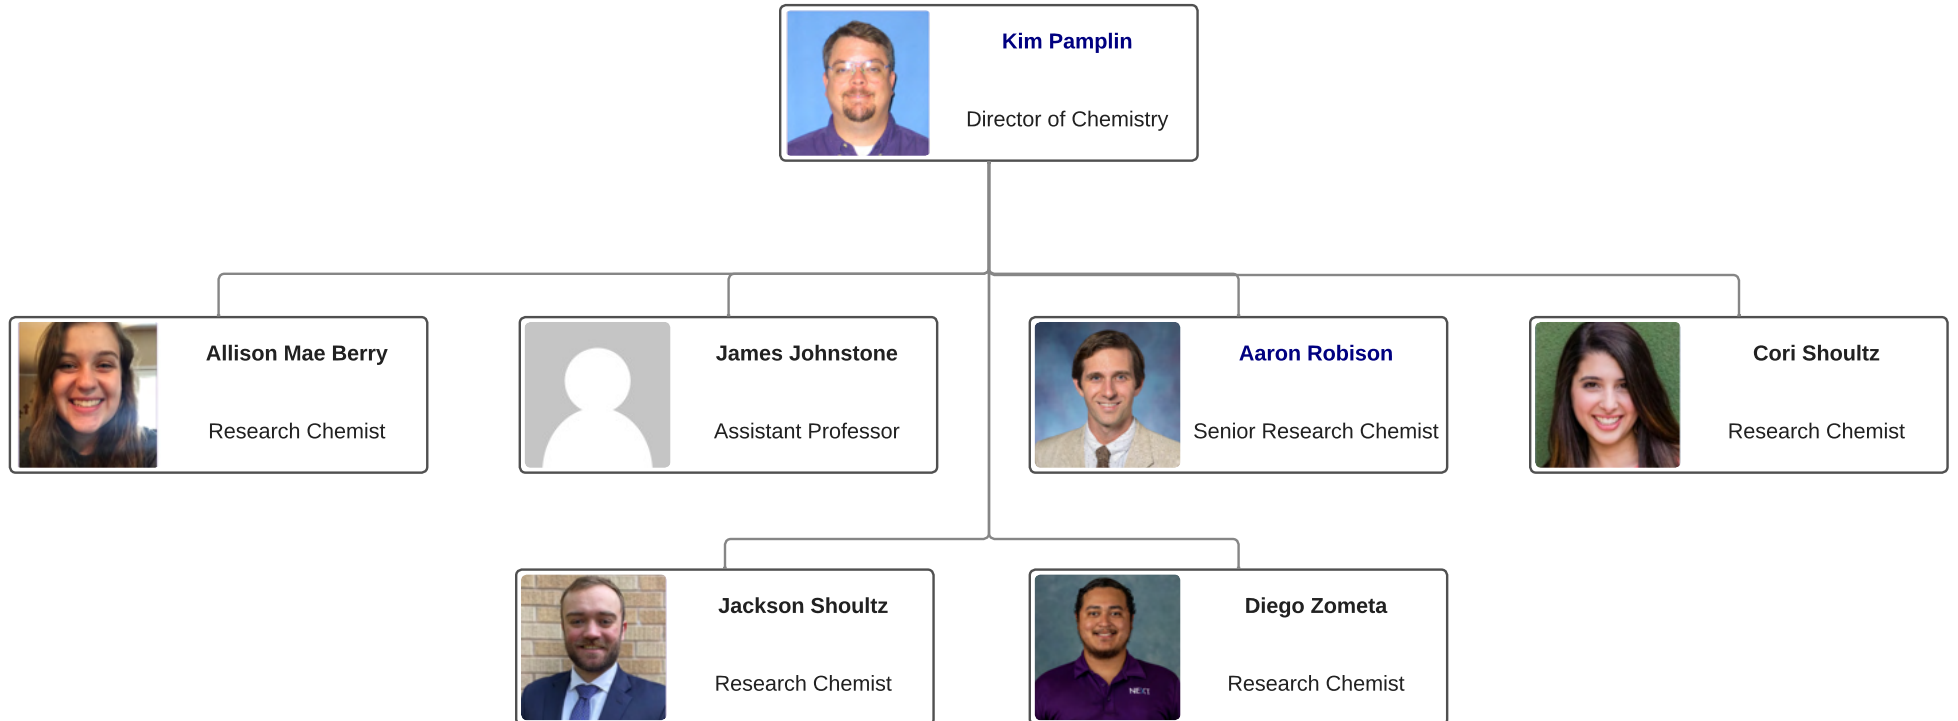 Kim Pamplin
Director of Chemistry
Allison Mae Berry
Research Chemist
James Johnstone
Assistant Professor
Aaron Robison
Senior Research Chemist
Cori Shoultz
Research Chemist
Jackson Shoultz
Research Chemist
Diego Zometa
Research Chemist
NEXT